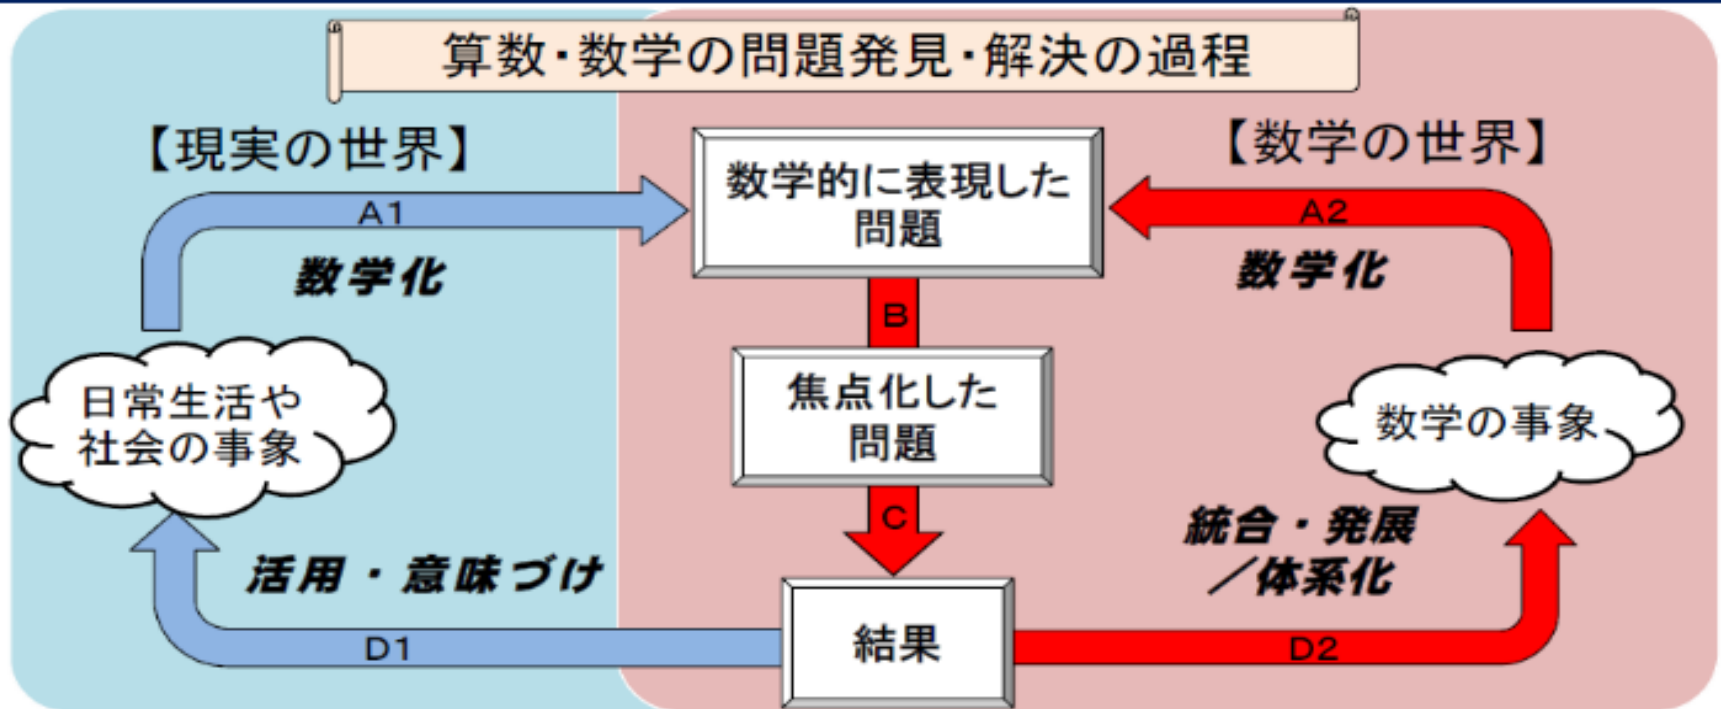 算数・数学の問題発見・解決の過程
【現実の世界】
【数学の世界】
A1
数学化
数学的に表現した
問題
A2
数学化
B
日常生活や
社会の事象
焦点化した
問題
数学の事象
C
活用・意味づけ
統合・発展
／体系化
D1
結果
D2